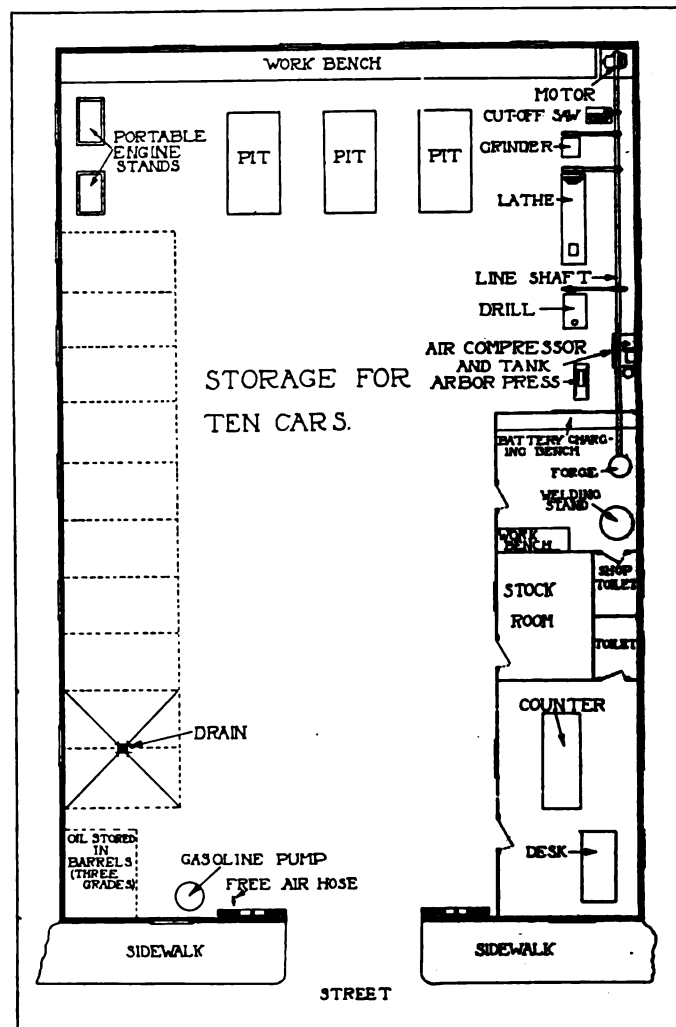 WORK BENCH
MOTOR
CUT-OFF SAW
GRINDER
LATHE
PORTABLE
ENGINE
STANDS
PIT
PIT
PIT
LINE SHAFT
DRILL
AIR COMPRESSOR
AND TANK
ARBOR PRESS
STORAGE FOR
TEN CARS.
BATTERY CHARG-
ING BENCH
FORGE
WELDING
STAND
WORK
BENCH
STOCK
ROOM
SHOP
TOILET
TOILET
COUNTER
DRAIN
DESK
OIL STORED
IN
BARRELS
(THREE
GRADES)
GASOLINE PUMP
FREE AIR HOSE
SIDEWALK
SIDEWALK
STREET